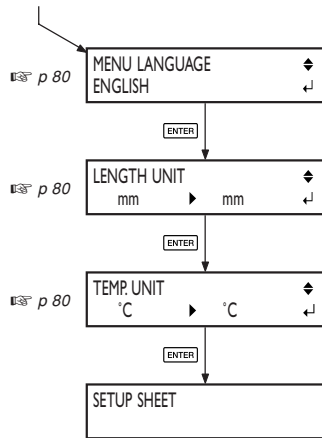 MENU LANGUAGE
☞ p 80
ENGLISH
ENTER
LENGTH UNIT
☞ p 80
mm mm
ENTER
TEMP. UNIT
☞ p 80
˚C ˚C
ENTER
SETUP SHEET